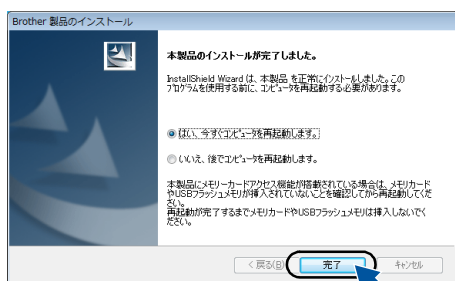 Brother 製品のインストール
本製品のインストールが完了しました。
InstallShield Wizard は、本製品 を正常にインストールしました。この
プログラムを使用する前に、コンピュータを再起動する必要があります。
はい、今すぐコンピュータを再起動します。
いいえ、後でコンピュータを再起動します。
本製品にメモリーカードアクセス機能が搭載されている場合は、メモリカード
やUSBフラッシュメモリが挿入されていないことを確認してから再起動してくだ
さい。
再起動が完了するまでメモリカードやUSBフラッシュメモリは挿入しないでく
ださい。
< 戻る(B) 完了 キャンセル